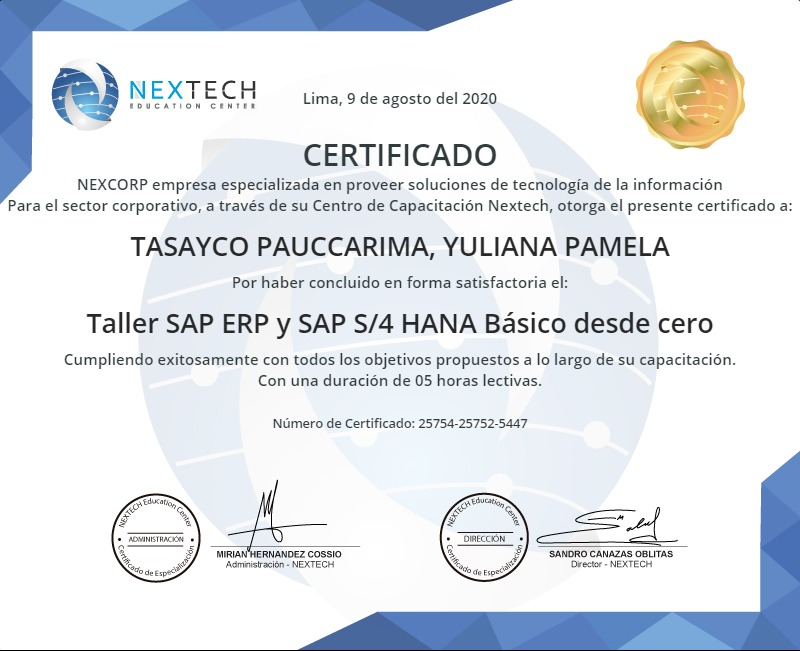 NEXTECH
EDUCATION CENTER
Lima, 9 de agosto del 2020
CERTIFICADO
NEXCORP empresa especializada en proveer soluciones de tecnología de la información
Para el sector corporativo, a través de su Centro de Capacitación Nextech, otorga el presente certificado a:
TASAYCO PAUCCARIMA, YULIANA PAMELA
Por haber concluido en forma satisfactoria el:
Taller SAP ERP y SAP S/4 HANA Básico desde cero
Cumpliendo exitosamente con todos los objetivos propuestos a lo largo de su capacitación.
Con una duración de 05 horas lectivas.
Número de Certificado: 25754-25752-5447
NEXTECH Education Center
ADMINISTRACIÓN
Certificado de Especialización
MIRIAN HERNANDEZ COSSIO
Administración - NEXTECH
NEXTECH Education Center
DIRECCIÓN
Certificado de Especialización
SANDRO CANAZAS OBLITAS
Director - NEXTECH